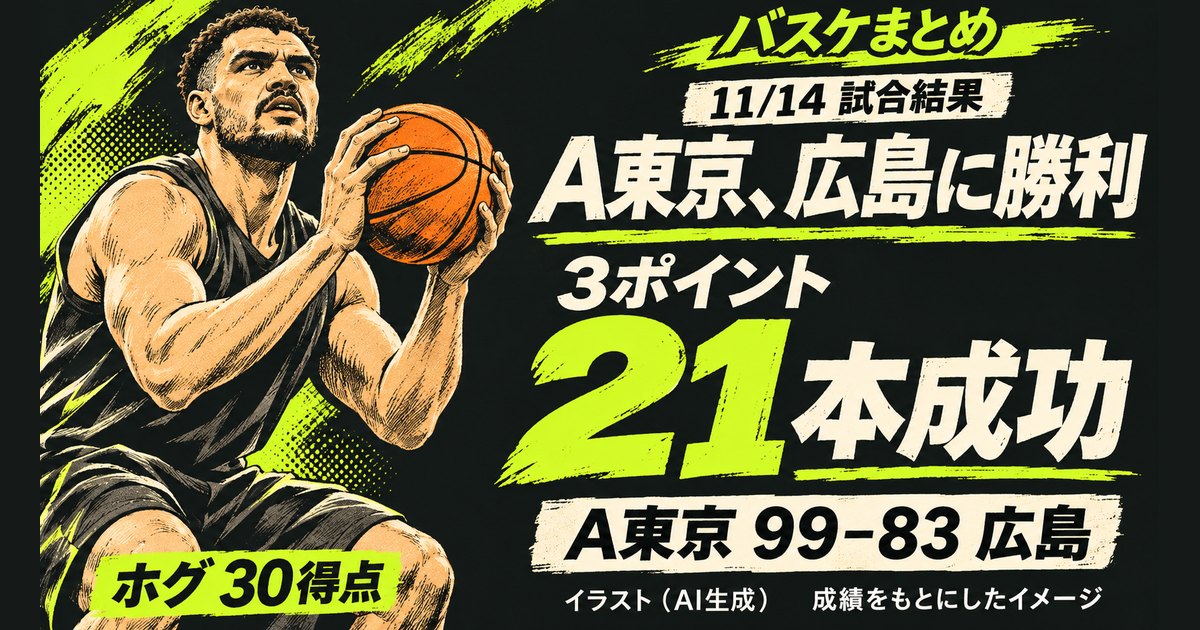 バスケまとめ
11/14 試合結果
A東京、広島に勝利
3ポイント
21本成功
A東京 99-83 広島
ホグ 30得点
イラスト（AI生成） 成績をもとにしたイメージ